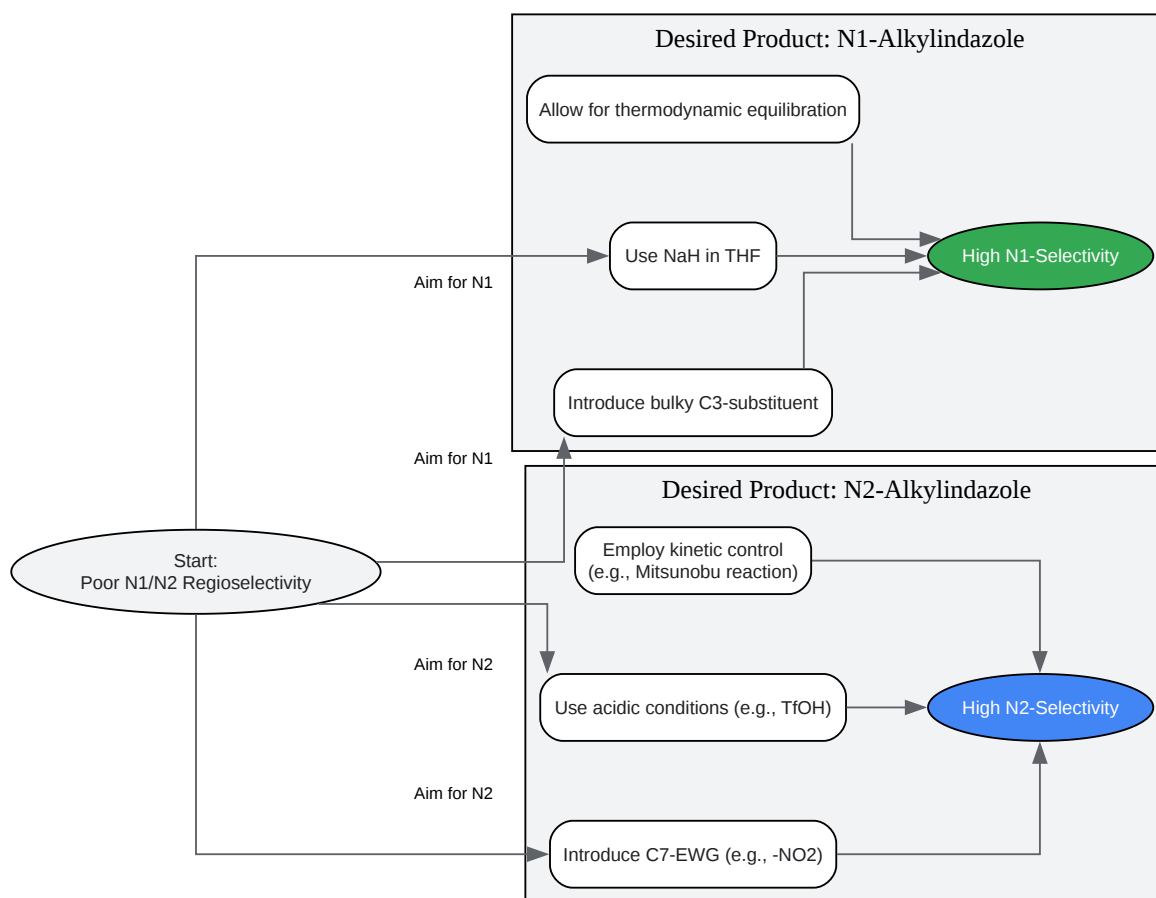 Desired Product: N1-Alkylindazole
Allow for thermodynamic equilibration
Use NaH in THF
High N1-Selectivity
Aim for N1
Introduce bulky C3-substituent
Aim for N1
Desired Product: N2-Alkylindazole
Employ kinetic control
(e.g., Mitsunobu reaction)
Start:
Poor N1/N2 Regioselectivity
Aim for N2
Use acidic conditions (e.g., TfOH)
High N2-Selectivity
Aim for N2
Introduce C7-EWG (e.g., -NO2)